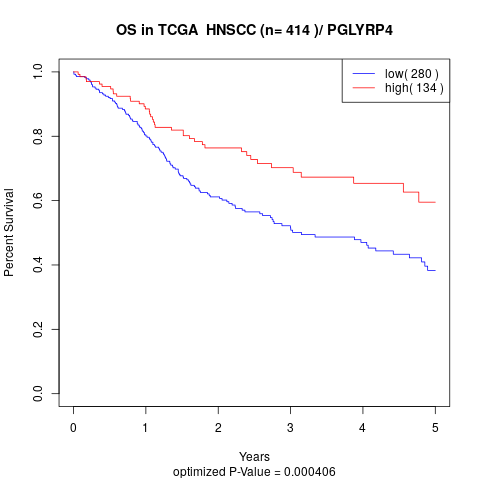 OS in TCGA  HNSCC (n= 414 )/ PGLYRP4
low( 280 )
high( 134 )
Percent Survival
1.0
0.8
0.6
0.4
0.2
0.0
0 1 2 3 4 5
Years
optimized P-Value = 0.000406